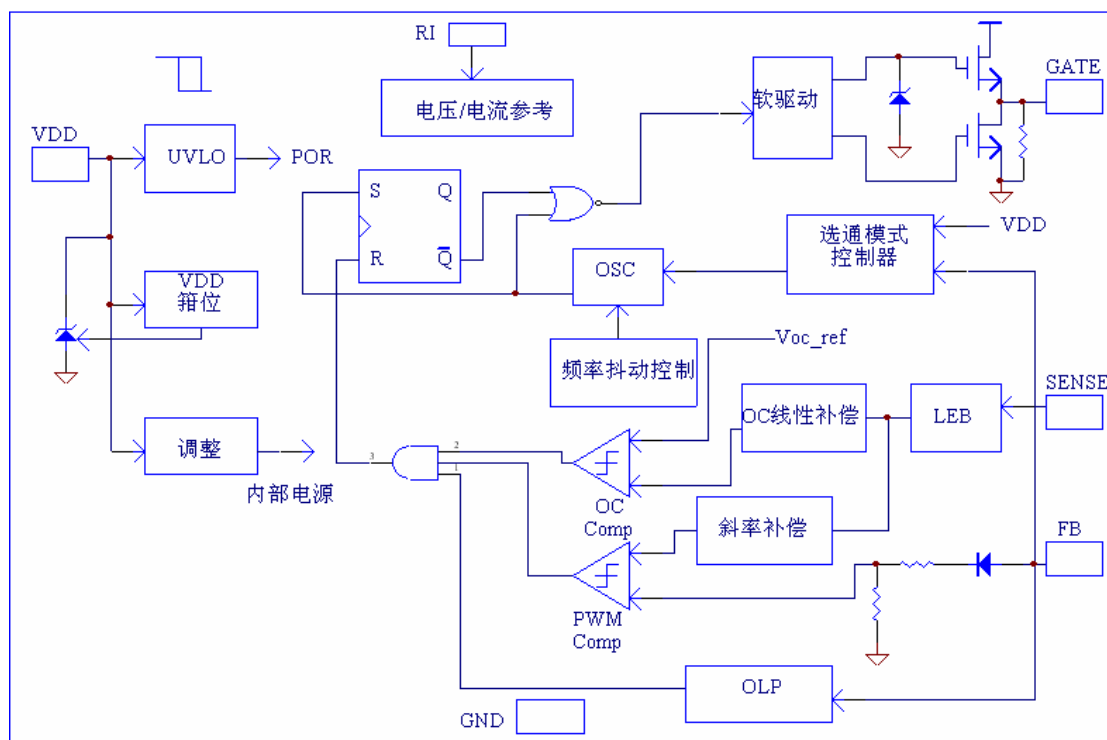 RI
GATE
电压/电流参考
软驱动
VDD
UVLO
POR
S
Q
R
Q̅
选通模式
控制器
VDD
OSC
VDD
箝位
频率抖动控制
Voc_ref
SENSE
OC线性补偿
LEB
调整
内部电源
3
2
1
OC
Comp
斜率补偿
FB
PWM
Comp
OLP
GND